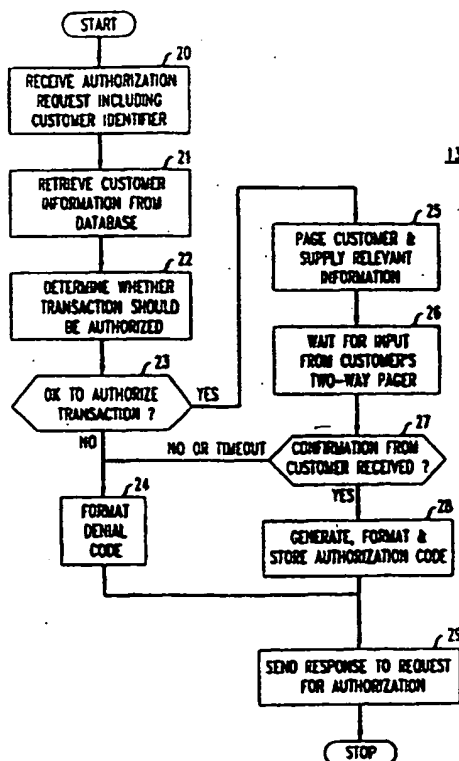 START
20
RECEIVE AUTHORIZATION
REQUEST INCLUDING
CUSTOMER IDENTIFIER
21
RETRIEVE CUSTOMER
INFORMATION FROM
DATABASE
22
DETERMINE WHETHER
TRANSACTION SHOULD
BE AUTHORIZED
23
OK TO AUTHORIZE
TRANSACTION ?
YES
NO
24
FORMAT
DENIAL
CODE
13
25
PAGE CUSTOMER &
SUPPLY RELEVANT
INFORMATION
26
WAIT FOR INPUT
FROM CUSTOMER'S
TWO-WAY PAGER
27
CONFIRMATION FROM
CUSTOMER RECEIVED ?
NO OR TIMEOUT
YES
28
GENERATE, FORMAT &
STORE AUTHORIZATION CODE
29
SEND RESPONSE TO REQUEST
FOR AUTHORIZATION
STOP